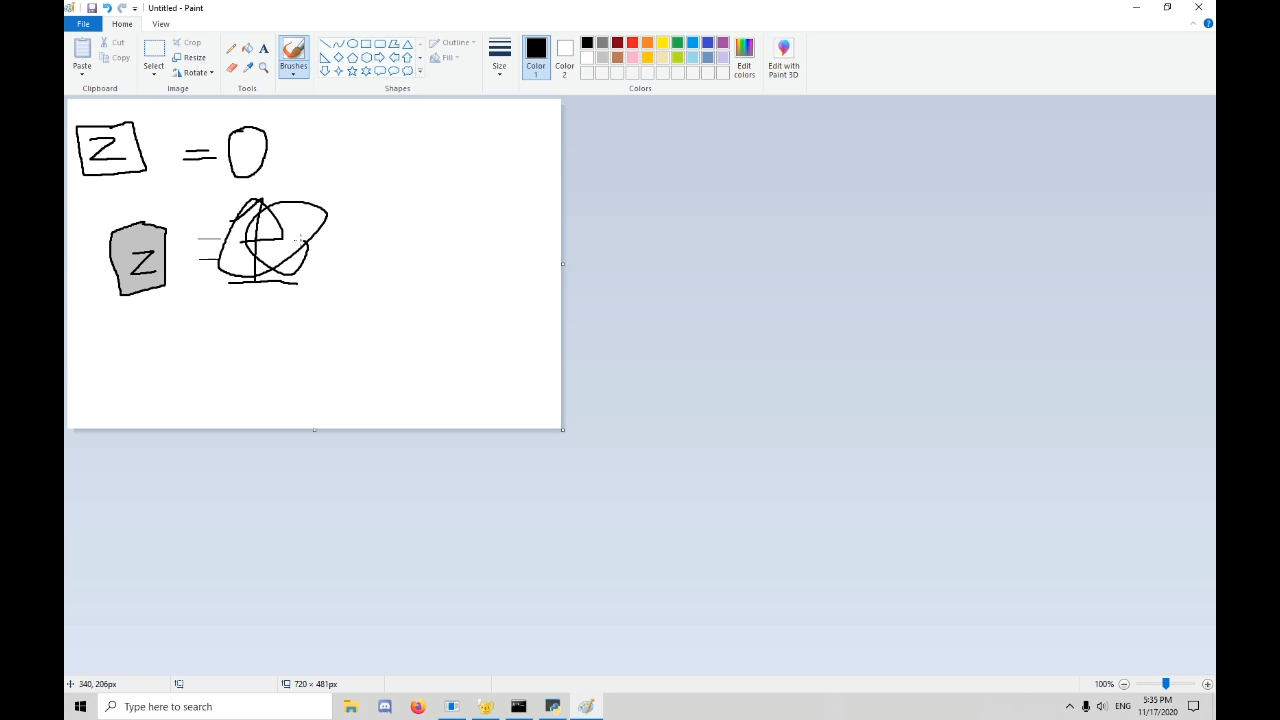 Untitled - Paint
File Home View
Paste
Cut
Copy
Clipboard
Select
Crop
Resize
Rotate
Image
Tools
Brushes
Outline
Fill
Shapes
Size
Color 1
Color 2
Edit colors
Colors
Edit with Paint 3D
Z = 0
Z =
340, 206px
720 × 481px
100%
Type here to search
ENG
5:35 PM
11/17/2020